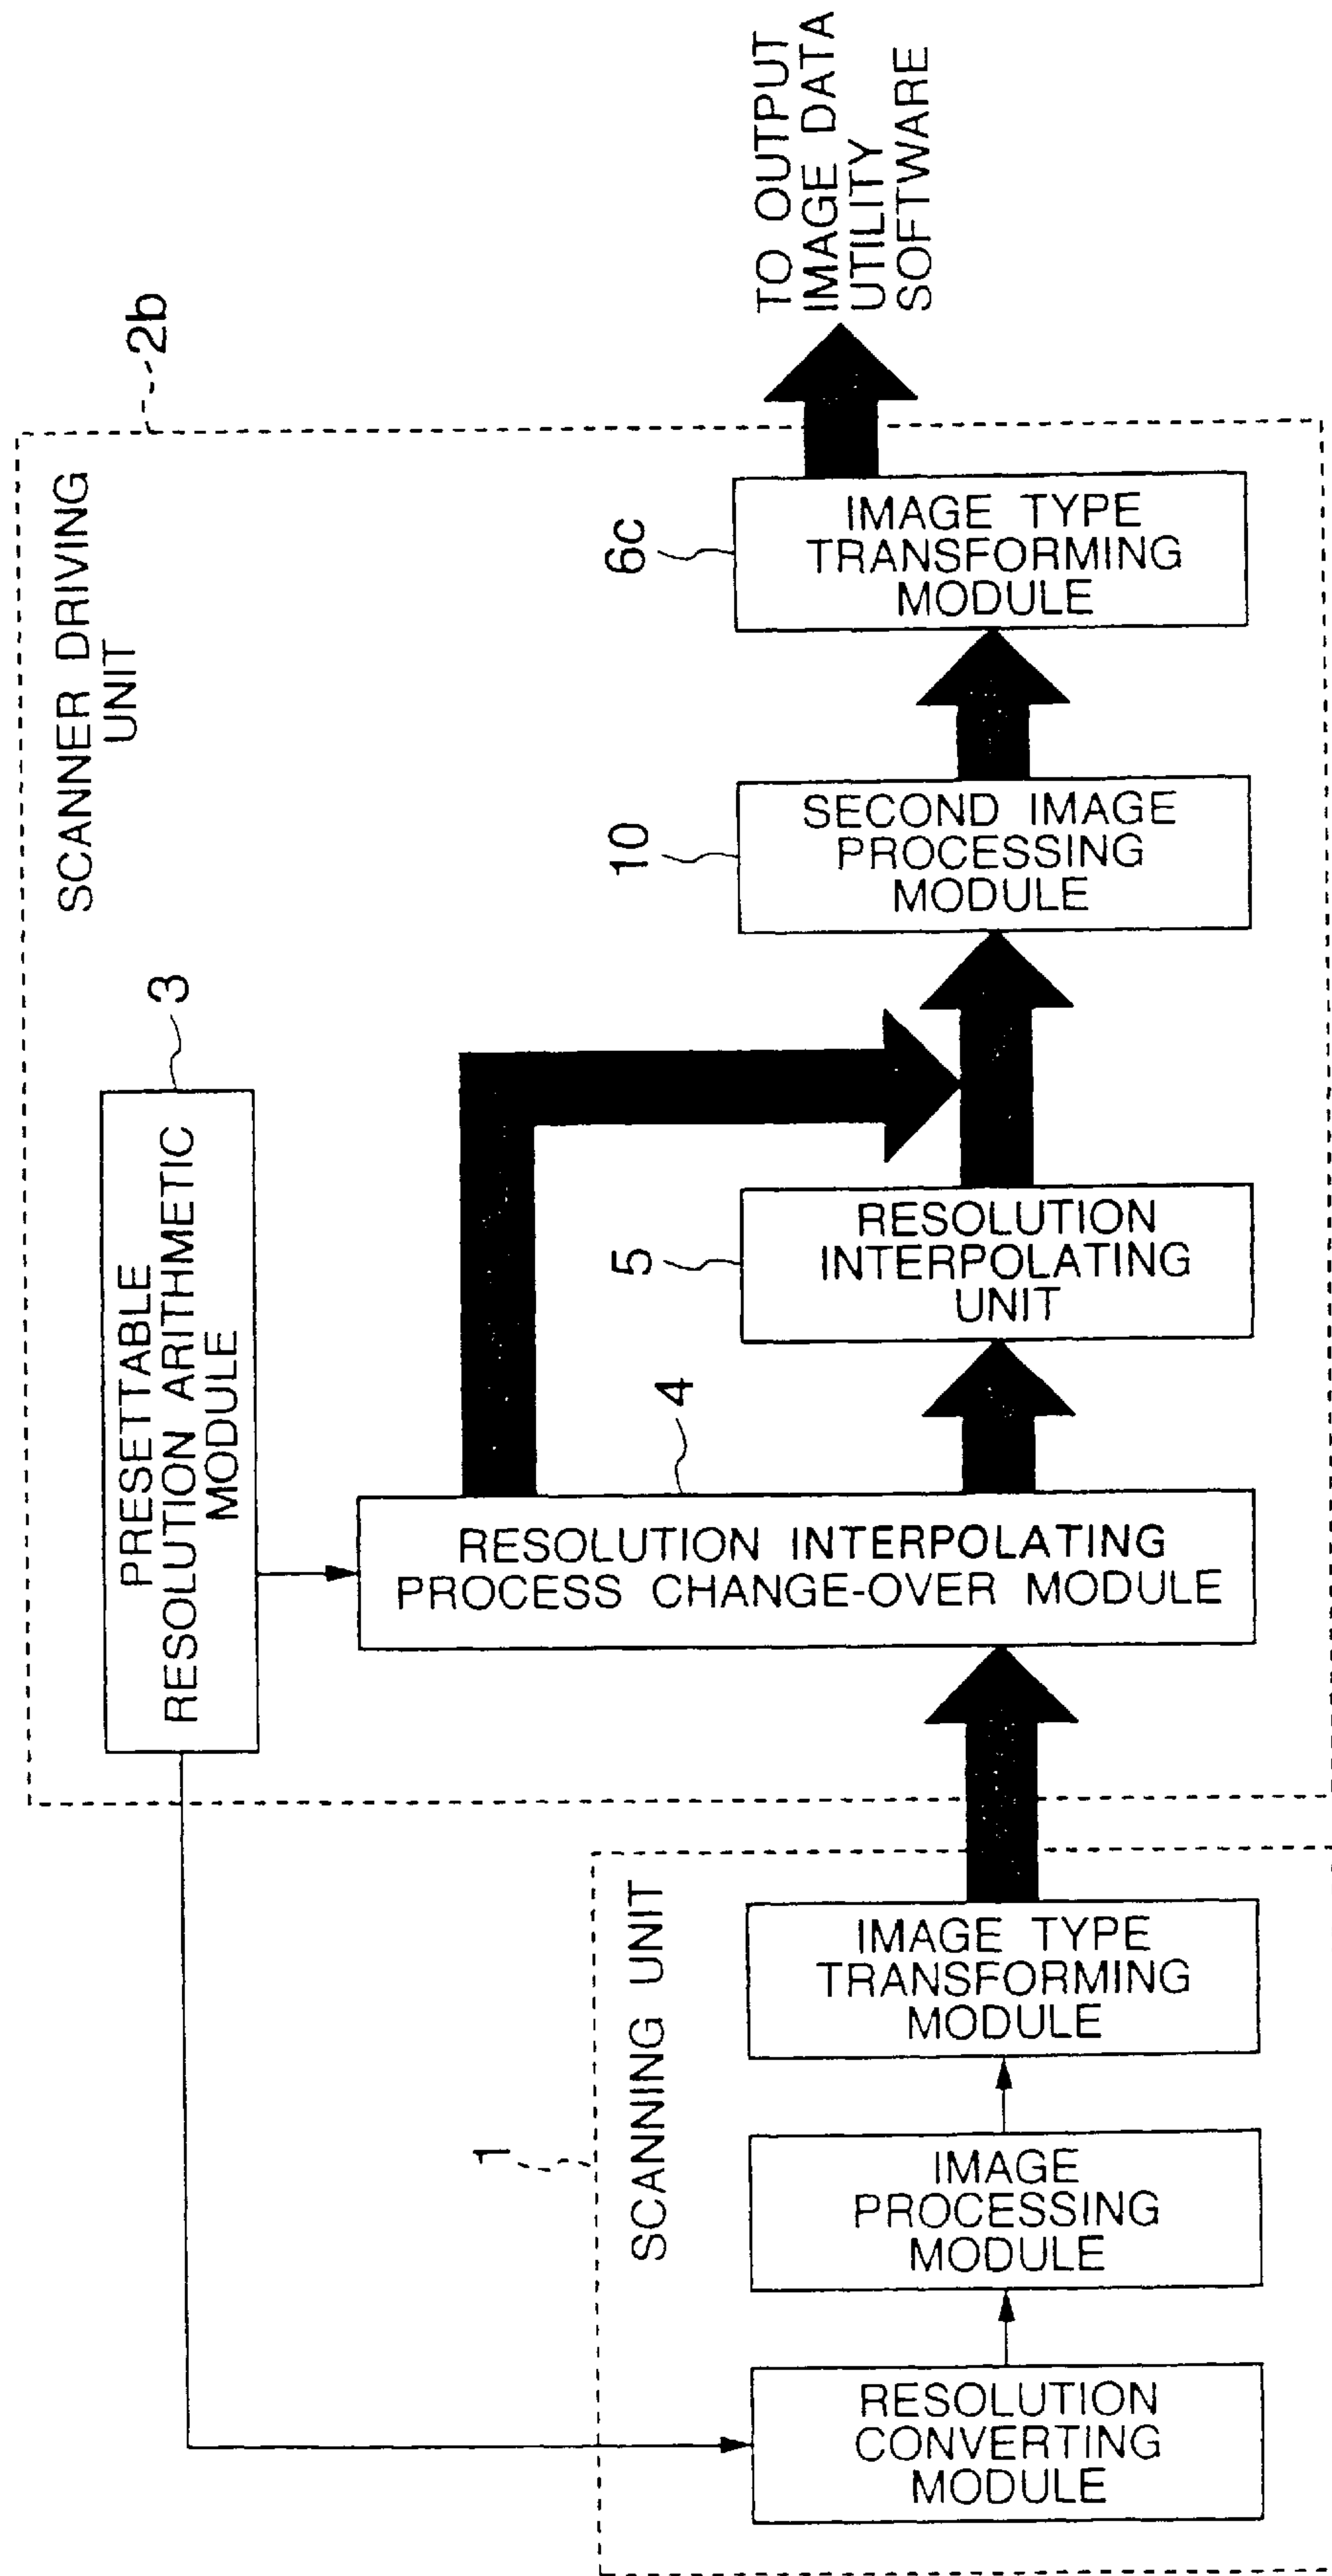 1
SCANNING UNIT
RESOLUTION
CONVERTING
MODULE
IMAGE
PROCESSING
MODULE
IMAGE TYPE
TRANSFORMING
MODULE
2b
SCANNER DRIVING
UNIT
3
PRESETTABLE
RESOLUTION ARITHMETIC
MODULE
4
RESOLUTION INTERPOLATING
PROCESS CHANGE-OVER MODULE
5
RESOLUTION
INTERPOLATING
UNIT
10
SECOND IMAGE
PROCESSING
MODULE
6c
IMAGE TYPE
TRANSFORMING
MODULE
TO OUTPUT
IMAGE DATA
UTILITY
SOFTWARE